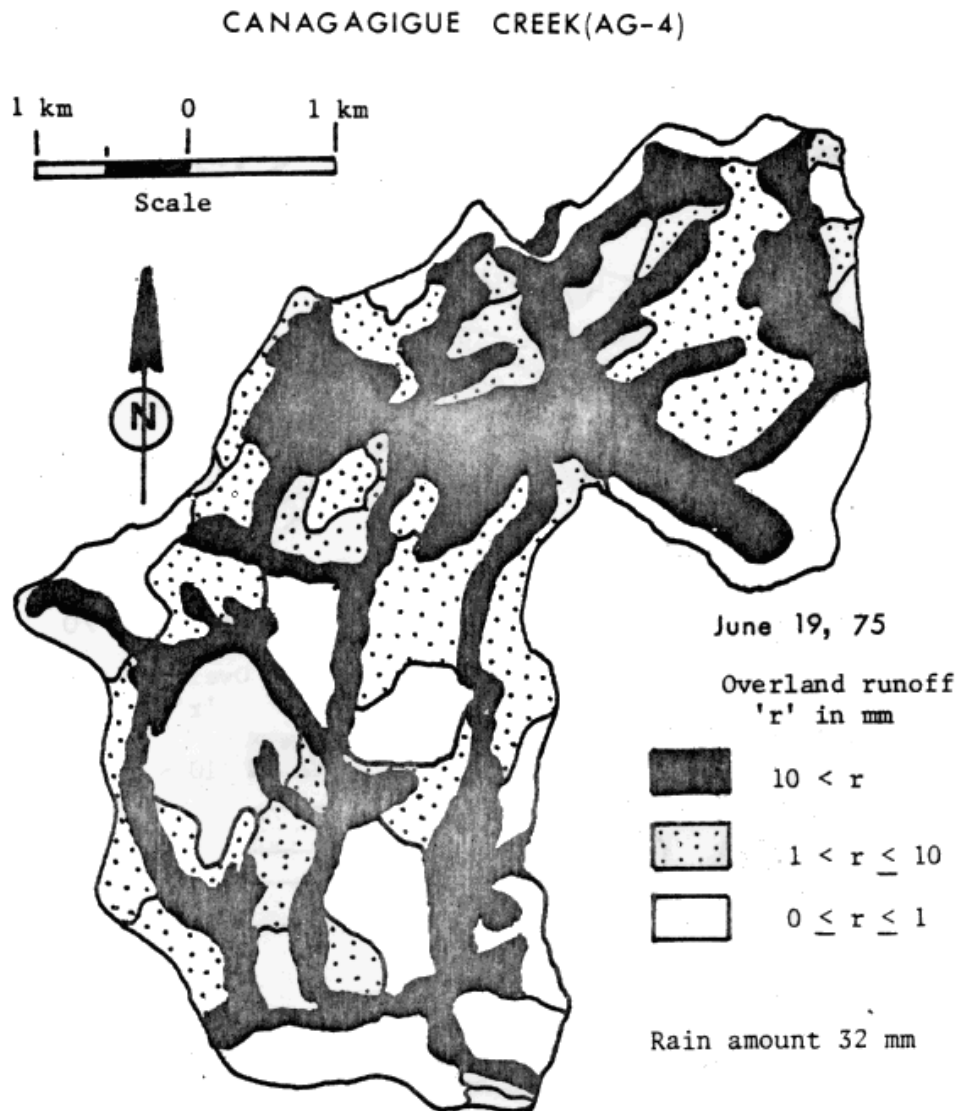 CANAGAGIGUE CREEK(AG-4)
1 km 0 1 km
Scale
N
June 19, 75
Overland runoff
'r' in mm
10 < r
1 < r ≤ 10
0 ≤ r ≤ 1
Rain amount 32 mm